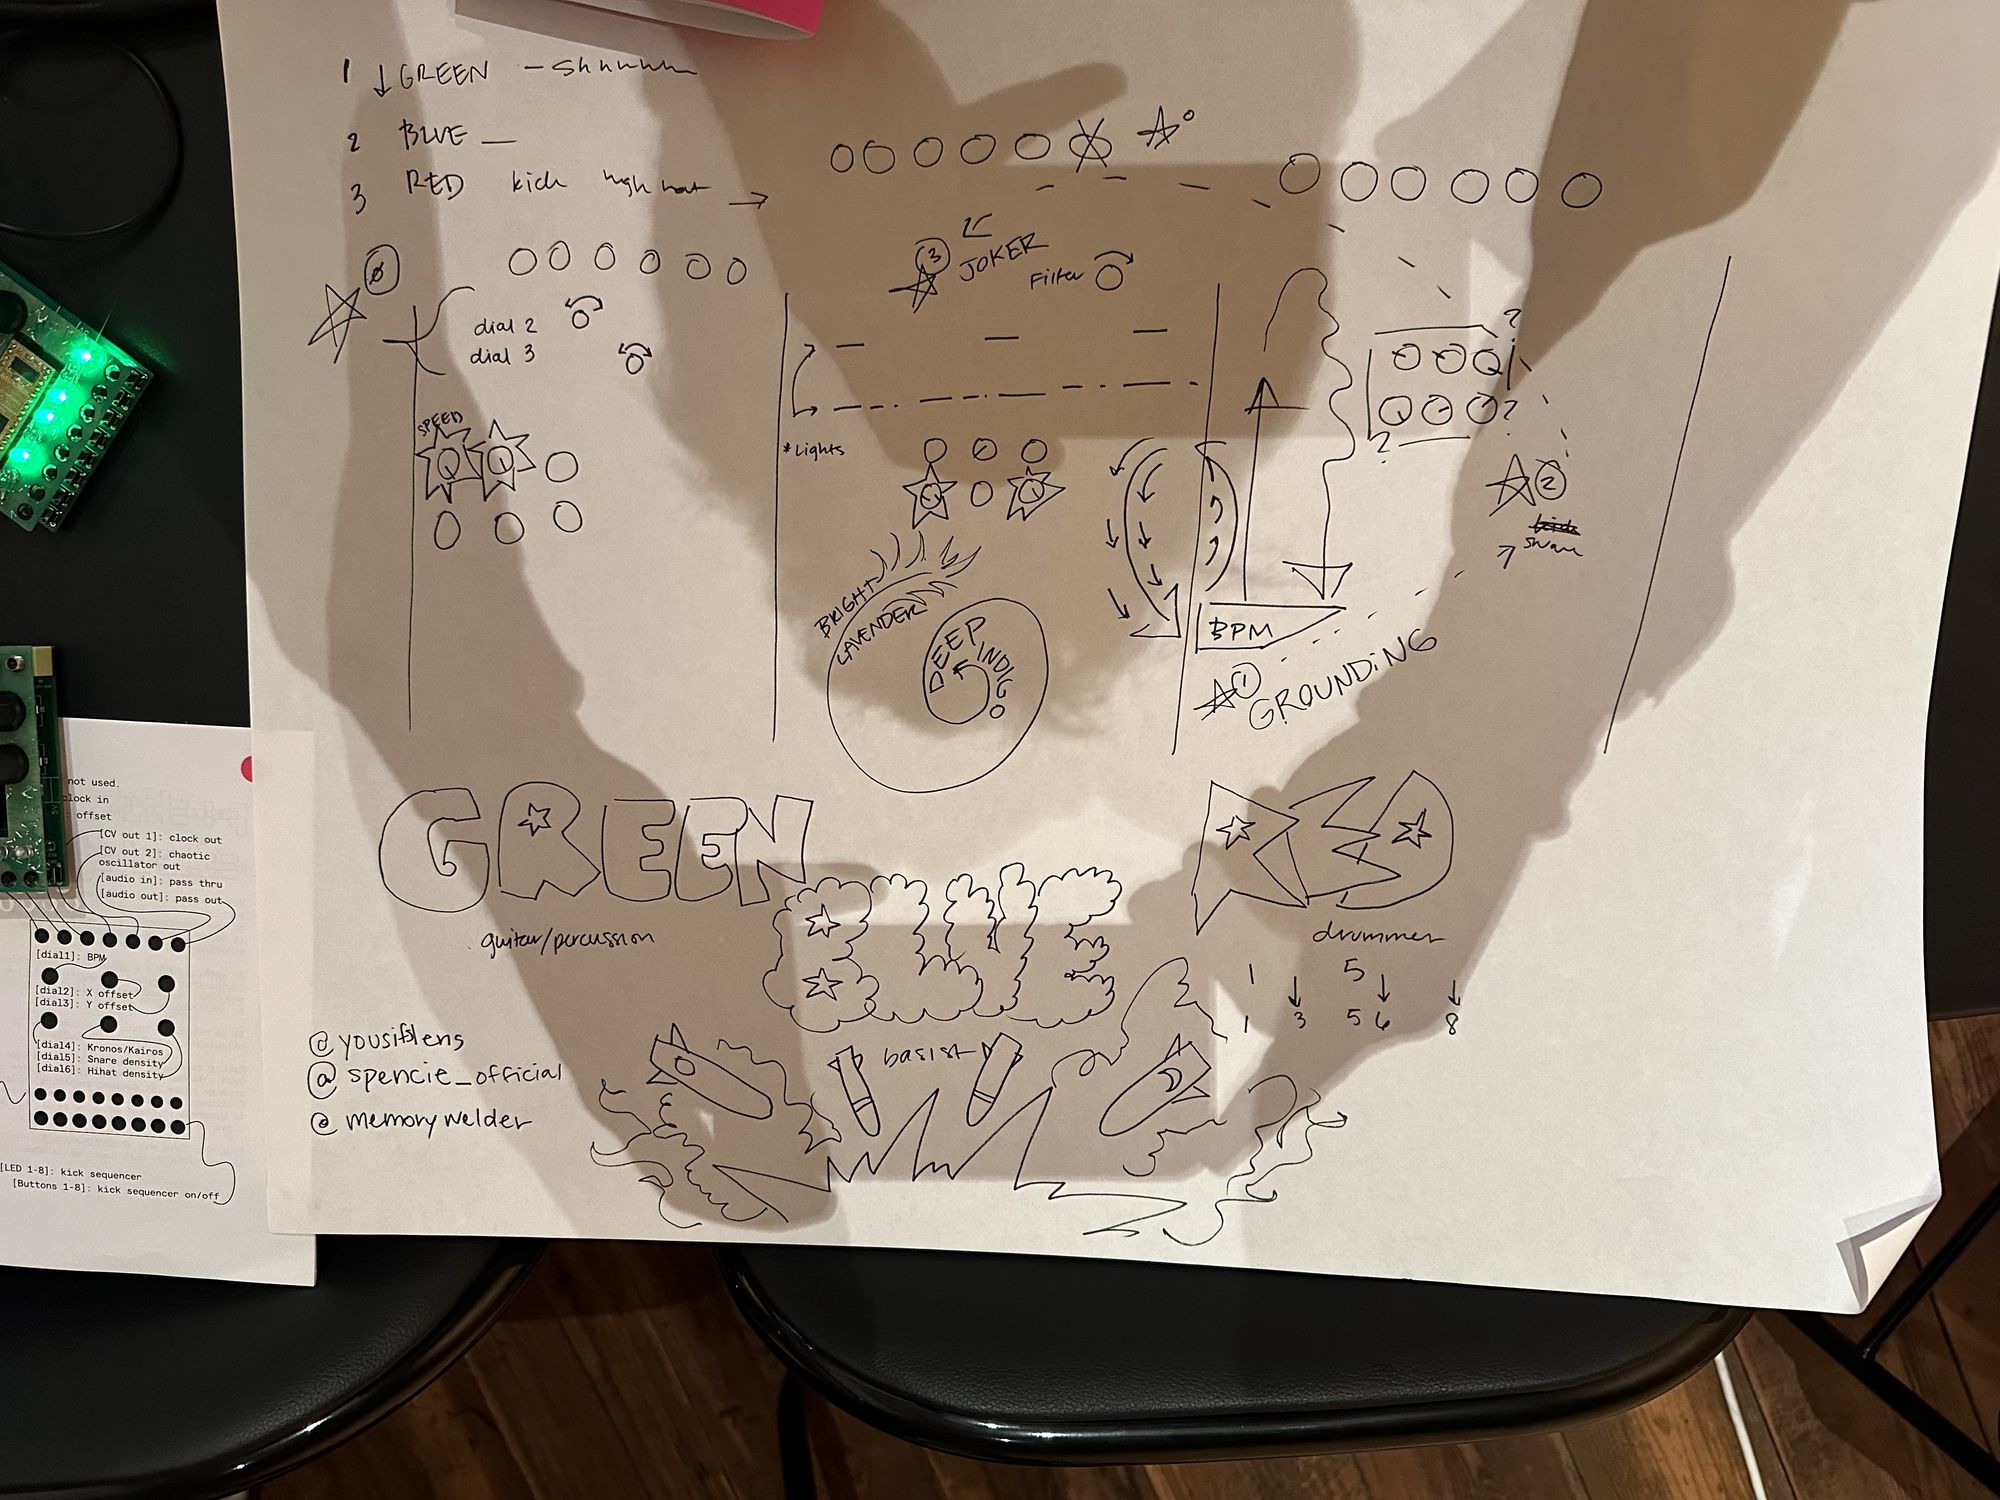 1 ↓ GREEN - Shhhhhh
2 BLUE _
3 RED kick high hat →
0
dial 2
dial 3
SPEED
3
JOKER
Filter
*Lights
BRIGHT
LAVENDER
DEEP INDIGO
?
?
?
2
BPM
1
GROUNDING
GREEN
guitar/percussion
BLUE
basist
RED
drummer
1 5
1 3 5 6 8
@yousifslens
@spencie_official
@memorywelder
not used.
clock in
: offset
[CV out 1]: clock out
[CV out 2]: chaotic
oscillator out
[audio in]: pass thru
[audio out]: pass out
[dial1]: BPM
[dial2]: X offset
[dial3]: Y offset
[dial4]: Kronos/Kairos
[dial5]: Snare density
[dial6]: Hihat density
[LED 1-8]: kick sequencer
[Buttons 1-8]: kick sequencer on/off